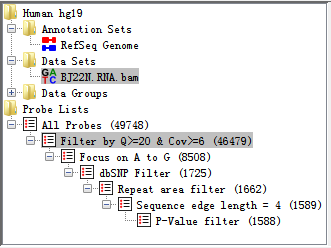 Human hg19
Annotation Sets
RefSeq Genome
Data Sets
BJ22N.RNA.bam
Data Groups
Probe Lists
All Probes (49748)
Filter by Q>=20 & Cov>=6 (46479)
Focus on A to G (8508)
dbSNP Filter (1725)
Repeat area filter (1662)
Sequence edge length = 4 (1589)
P-Value filter (1588)